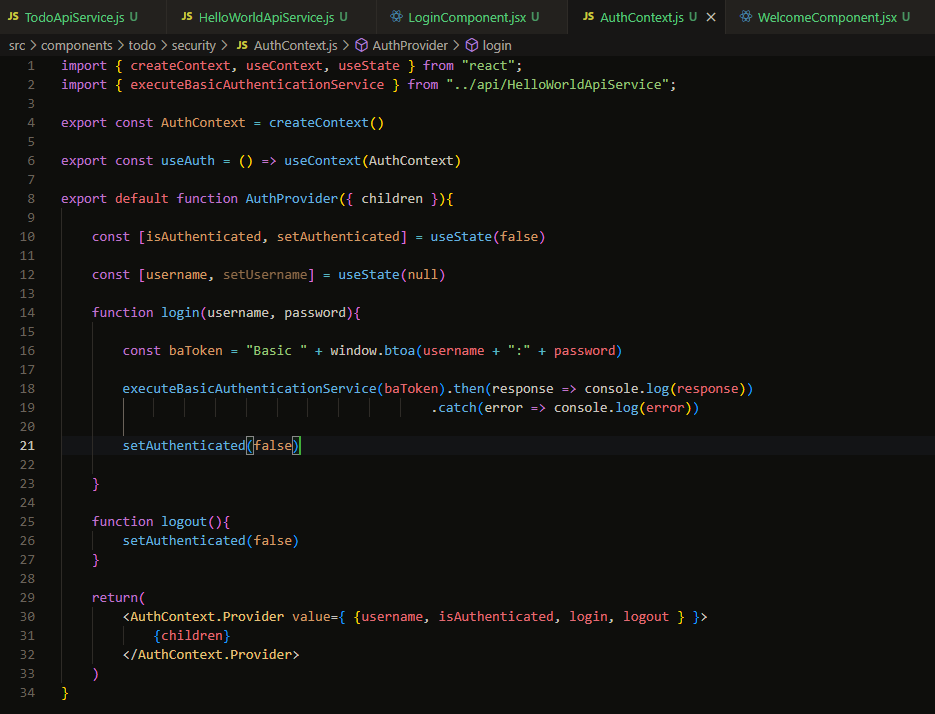 JS TodoApiService.js U JS HelloWorldApiService.js U LoginComponent.jsx U JS AuthContext.js U × WelcomeComponent.jsx U
src > components > todo > security > JS AuthContext.js > AuthProvider > login
1 import { createContext, useContext, useState } from "react";
2 import { executeBasicAuthenticationService } from "../api/HelloWorldApiService";
3
4 export const AuthContext = createContext()
5
6 export const useAuth = () => useContext(AuthContext)
7
8 export default function AuthProvider({ children }){
9
10 const [isAuthenticated, setAuthenticated] = useState(false)
11
12 const [username, setUsername] = useState(null)
13
14 function login(username, password){
15
16 const baToken = "Basic " + window.btoa(username + ":" + password)
17
18 executeBasicAuthenticationService(baToken).then(response => console.log(response))
19 .catch(error => console.log(error))
20
21 setAuthenticated(false)
22
23 }
24
25 function logout(){
26 setAuthenticated(false)
27 }
28
29 return(
30 <AuthContext.Provider value={ {username, isAuthenticated, login, logout } }>
31 {children}
32 </AuthContext.Provider>
33 )
34 }